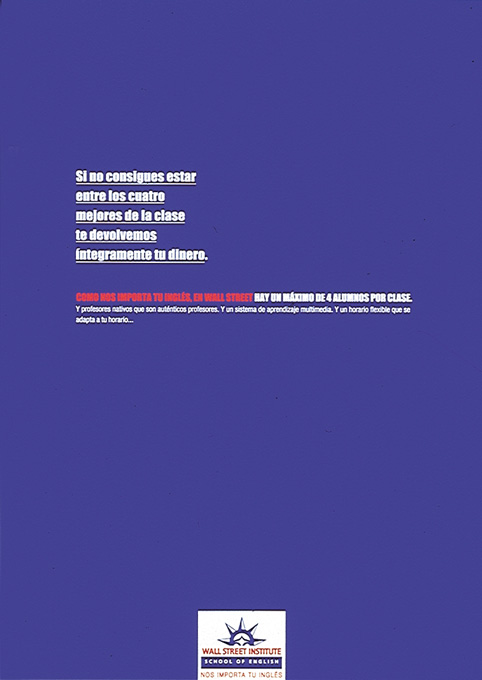 Si no consigues estar
entre los cuatro
mejores de la clase
te devolvemos
íntegramente tu dinero.
COMO NOS IMPORTA TU INGLÉS, EN WALL STREET HAY UN MÁXIMO DE 4 ALUMNOS POR CLASE.
Y profesores nativos que son auténticos profesores. Y un sistema de aprendizaje multimedia. Y un horario flexible que se
adapta a tu horario...
WALL STREET INSTITUTE
SCHOOL OF ENGLISH
NOS IMPORTA TU INGLÉS